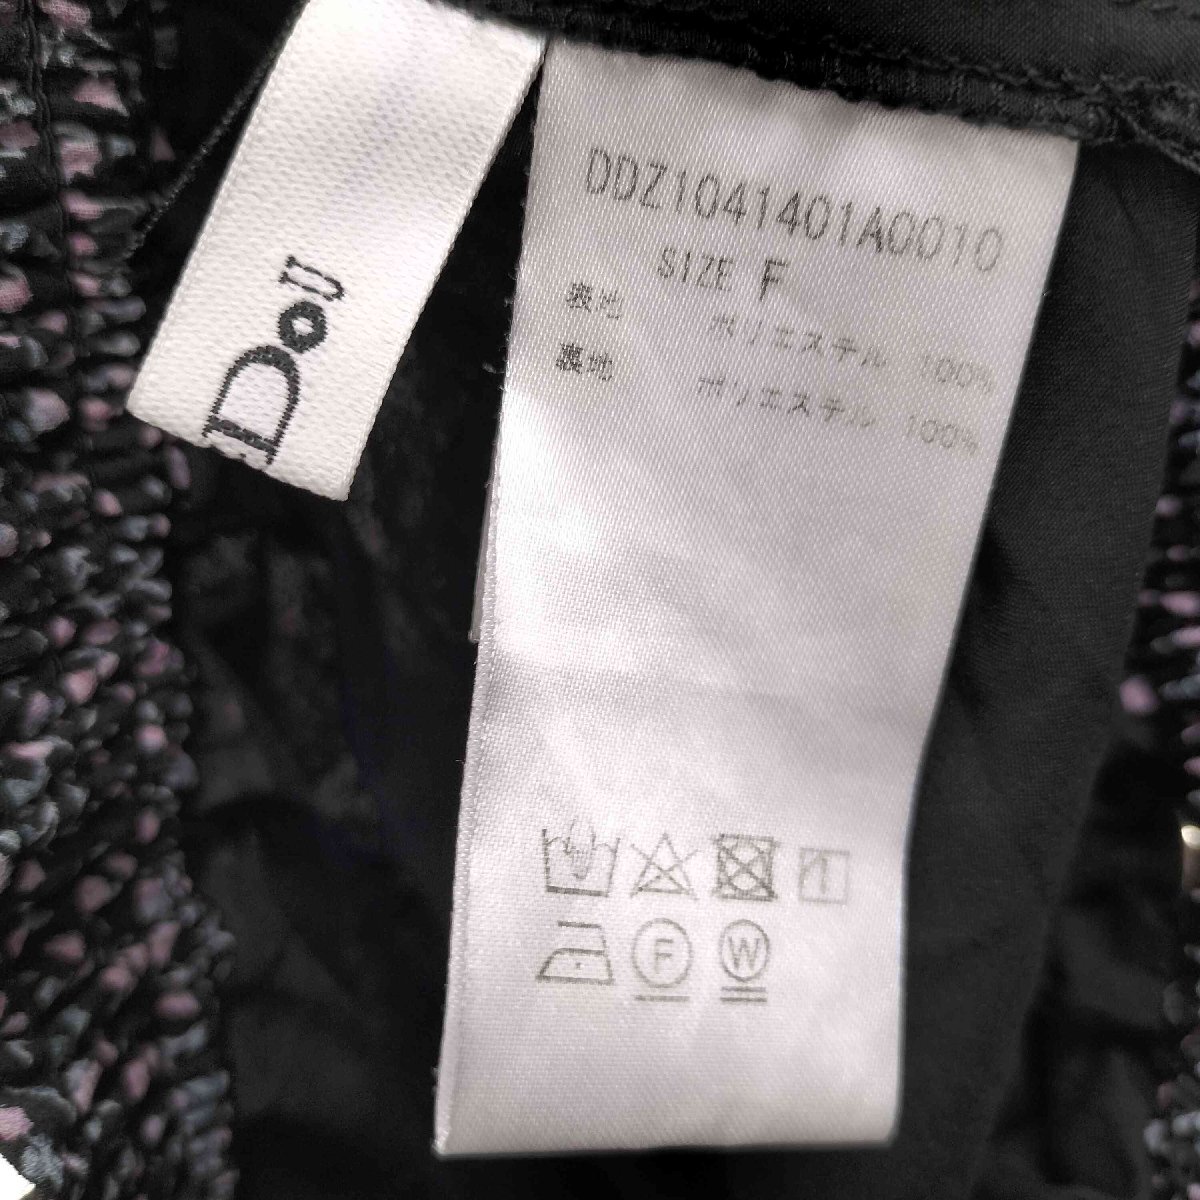 DoU
DDZ1041401A0010
SIZE F
表地 ポリエステル 100%
裏地 ポリエステル 100%
F W